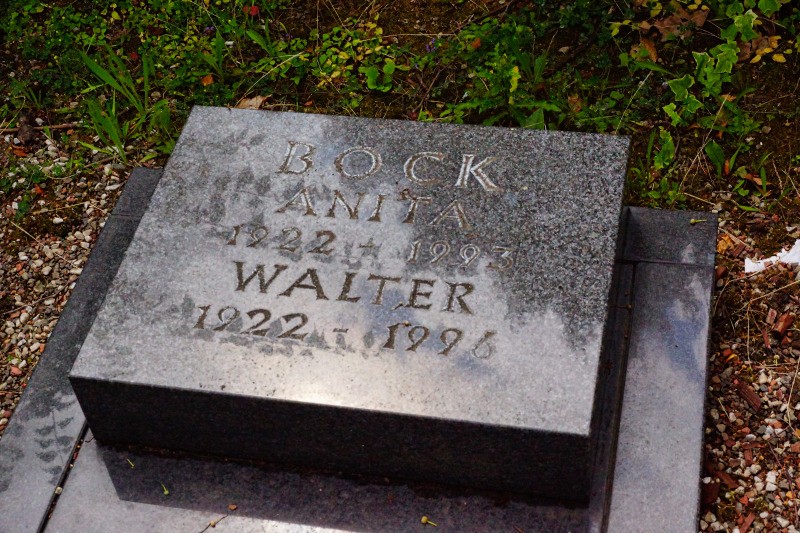 BOCK
ANITA
1922 † 1993
WALTER
1922 † 1996